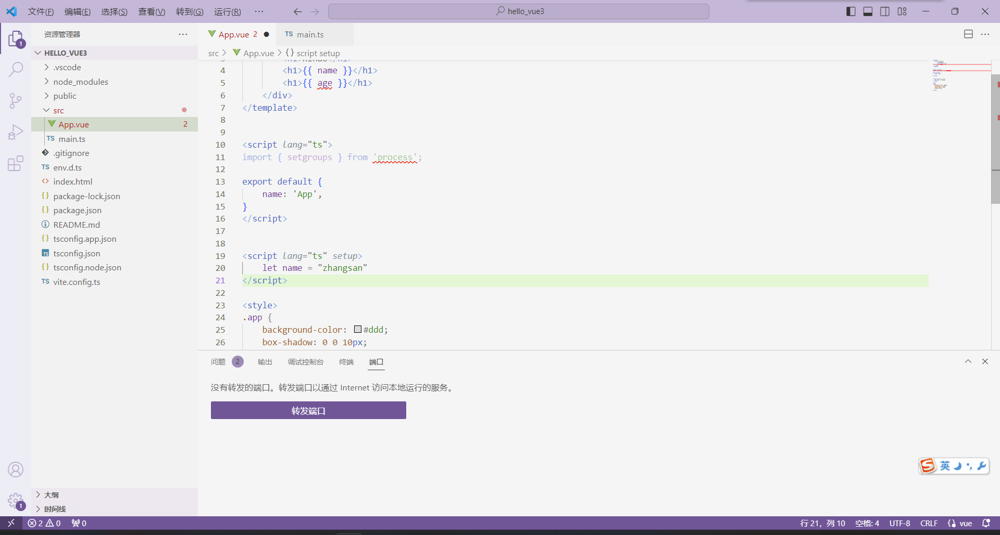 文件(F) 编辑(E) 选择(S) 查看(V) 转到(G) 运行(R) ··· hello_vue3
资源管理器 ···
HELLO_VUE3
.vscode
node_modules
public
src
App.vue 2
main.ts
.gitignore
env.d.ts
index.html
package-lock.json
package.json
README.md
tsconfig.app.json
tsconfig.json
tsconfig.node.json
vite.config.ts
大纲
时间线
1
1
App.vue 2 ● TS main.ts
src > App.vue > {} script setup
4 <h1>{{ name }}</h1>
5 <h1>{{ age }}</h1>
6 </div>
7 </template>
8
9
10 <script lang="ts">
11 import { setgroups } from 'process';
12
13 export default {
14 name: 'App',
15 }
16 </script>
17
18
19 <script lang="ts" setup>
20 let name = "zhangsan"
21 </script>
22
23 <style>
24 .app {
25 background-color: #ddd;
26 box-shadow: 0 0 10px;
问题 2 输出 调试控制台 终端 端口
没有转发的端口。转发端口以通过 Internet 访问本地运行的服务。
转发端口
英
2 0 0 行 21，列 10 空格: 4 UTF-8 CRLF {} vue